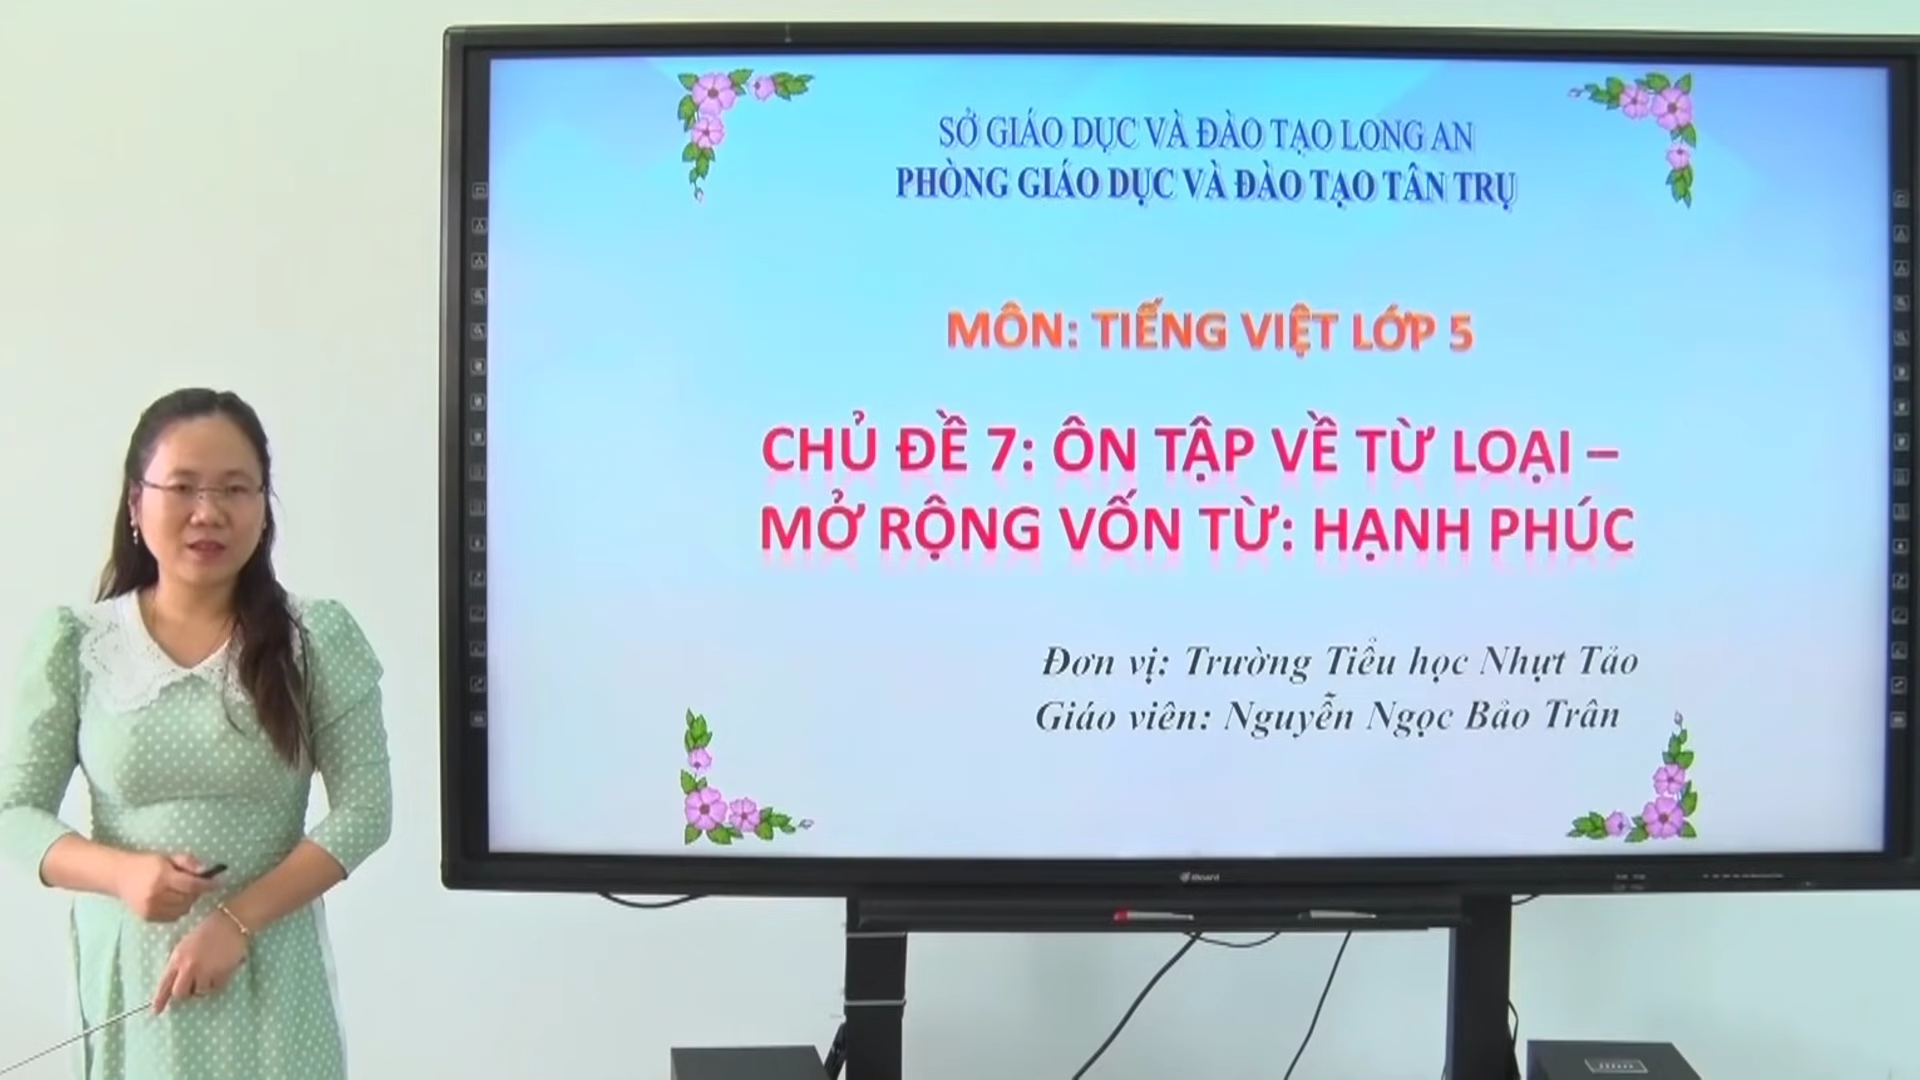 SỞ GIÁO DỤC VÀ ĐÀO TẠO LONG AN
PHÒNG GIÁO DỤC VÀ ĐÀO TẠO TÂN TRỤ
MÔN: TIẾNG VIỆT LỚP 5
CHỦ ĐỀ 7: ÔN TẬP VỀ TỪ LOẠI –
MỞ RỘNG VỐN TỪ: HẠNH PHÚC
Đơn vị: Trường Tiểu học Nhựt Tảo
Giáo viên: Nguyễn Ngọc Bảo Trân